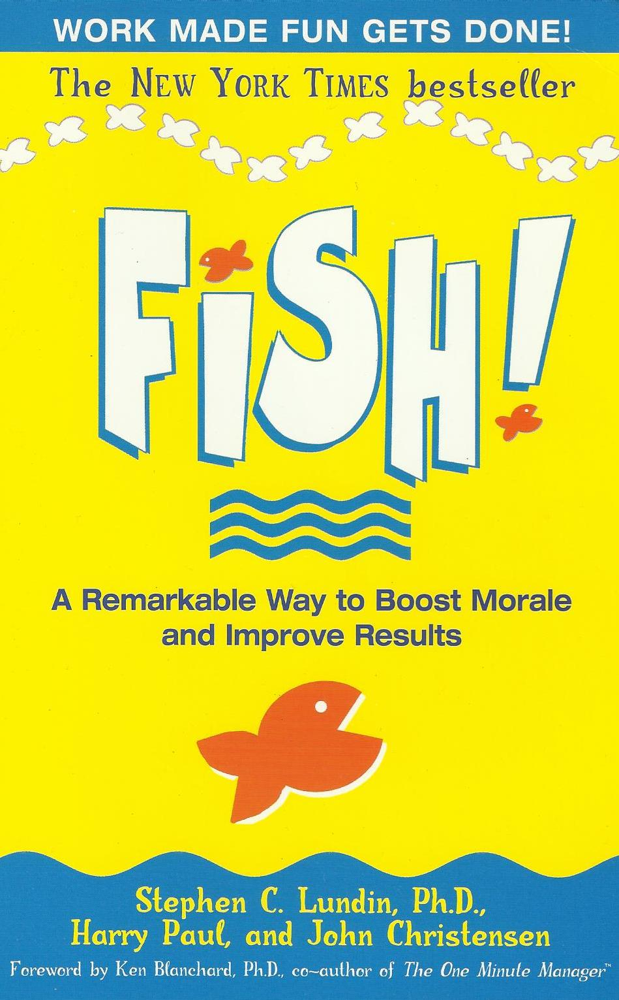 WORK MADE FUN GETS DONE!
The NEW YORK TIMES bestseller
FiSH!
A Remarkable Way to Boost Morale
and Improve Results
Stephen C. Lundin, Ph.D.,
Harry Paul, and John Christensen
Foreword by Ken Blanchard, Ph.D., co-author of The One Minute Manager™